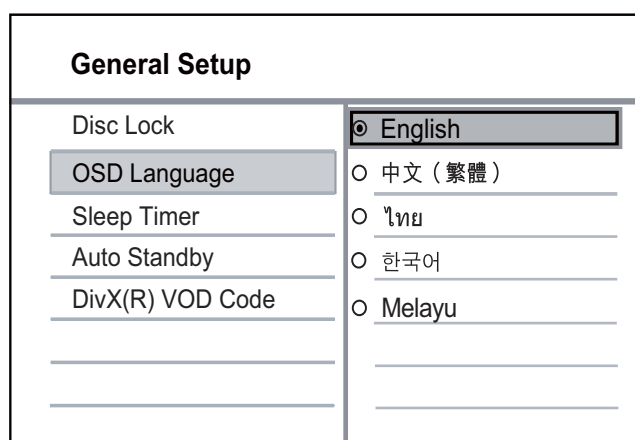 General Setup
Disc Lock
OSD Language
Sleep Timer
Auto Standby
DivX(R) VOD Code
English
中文（繁體）
ไทย
한국어
Melayu